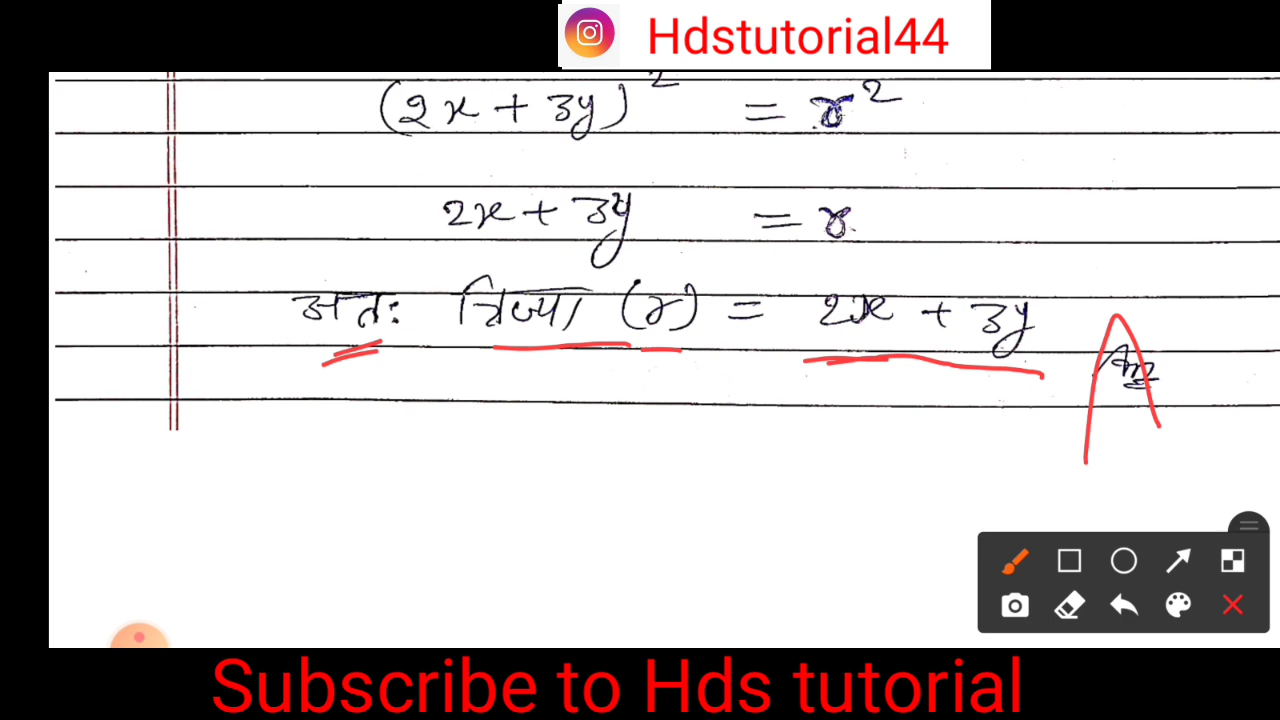 Hdstutorial44
(2x + 3y)² = r²
2x + 3y = r
अतः त्रिज्या (r) = 2x + 3y
Ans
Subscribe to Hds tutorial